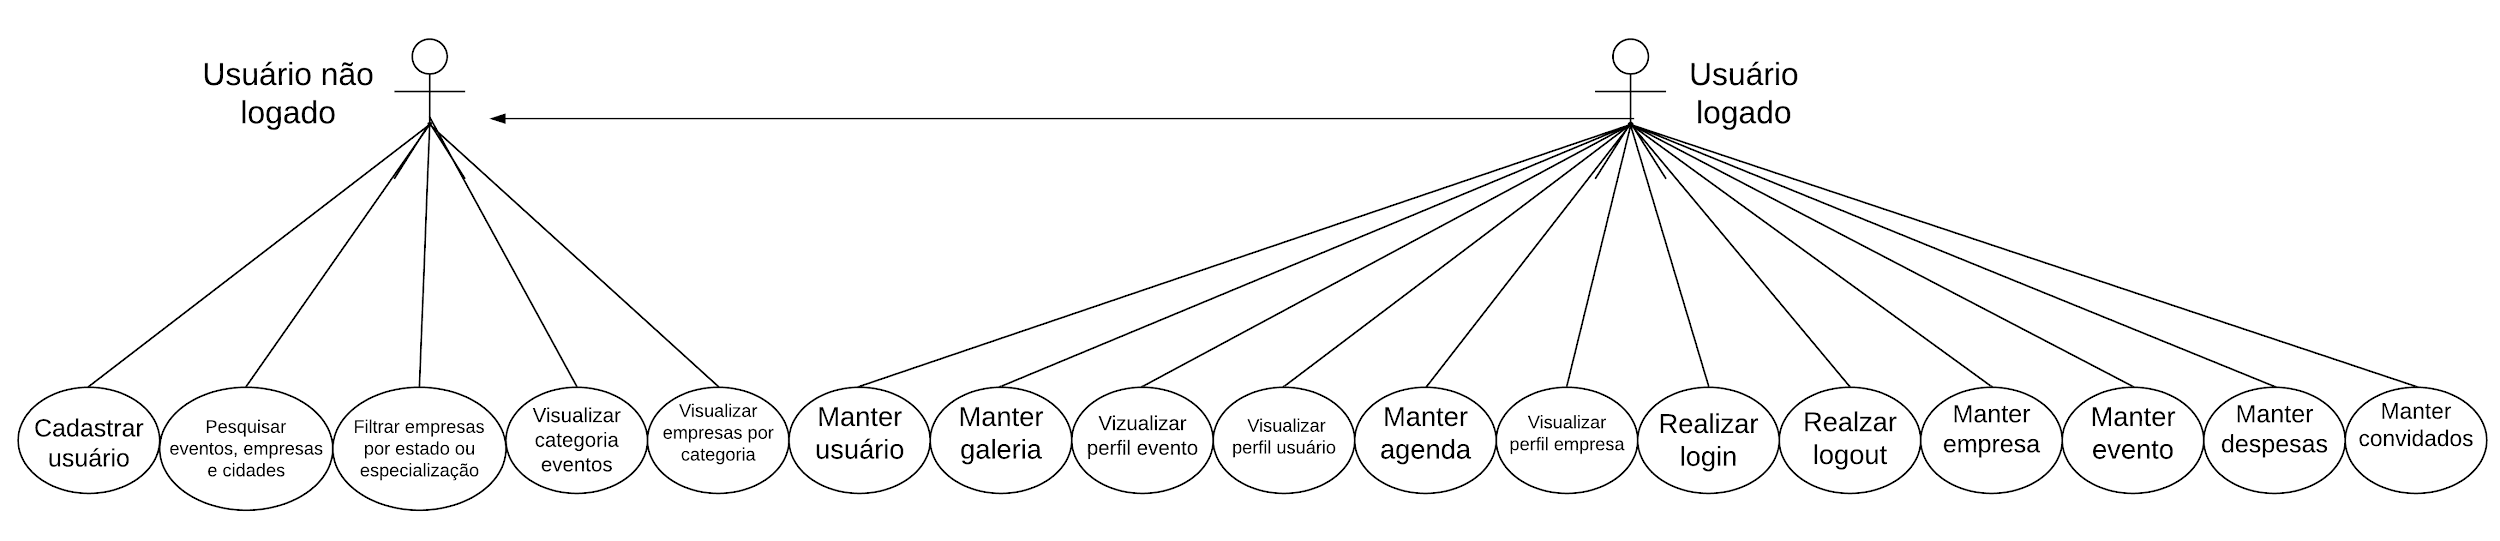 Usuário não
logado
Usuário
logado
Cadastrar
usuário
Pesquisar
eventos, empresas
e cidades
Filtrar empresas
por estado ou
especialização
Visualizar
categoria
eventos
Visualizar
empresas por
categoria
Manter
usuário
Manter
galeria
Vizualizar
perfil evento
Visualizar
perfil usuário
Manter
agenda
Visualizar
perfil empresa
Realizar
login
Realzar
logout
Manter
empresa
Manter
evento
Manter
despesas
Manter
convidados